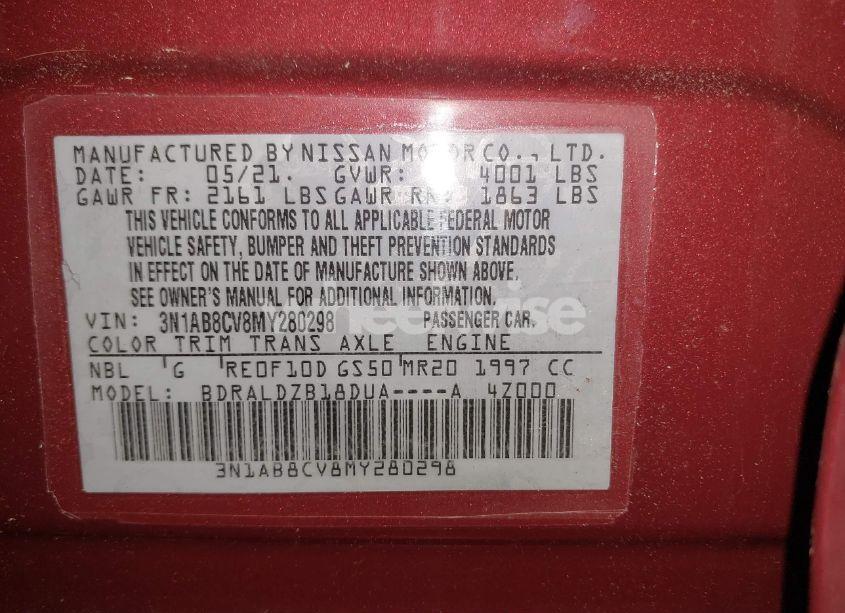 MANUFACTURED BY NISSAN MOTOR CO., LTD.
DATE: 05/21. GVWR: 4001 LBS
GAWR FR: 2161 LBS GAWR RR: 1863 LBS
THIS VEHICLE CONFORMS TO ALL APPLICABLE FEDERAL MOTOR
VEHICLE SAFETY, BUMPER AND THEFT PREVENTION STANDARDS
IN EFFECT ON THE DATE OF MANUFACTURE SHOWN ABOVE.
SEE OWNER'S MANUAL FOR ADDITIONAL INFORMATION.
VIN: 3N1AB8CV8MY280298 PASSENGER CAR.
COLOR TRIM TRANS AXLE ENGINE
NBL G RE0F10D GS50 MR20 1997 CC
MODEL: BDRALDZB18DUA----A 4Z000
3N1AB8CV8MY280298